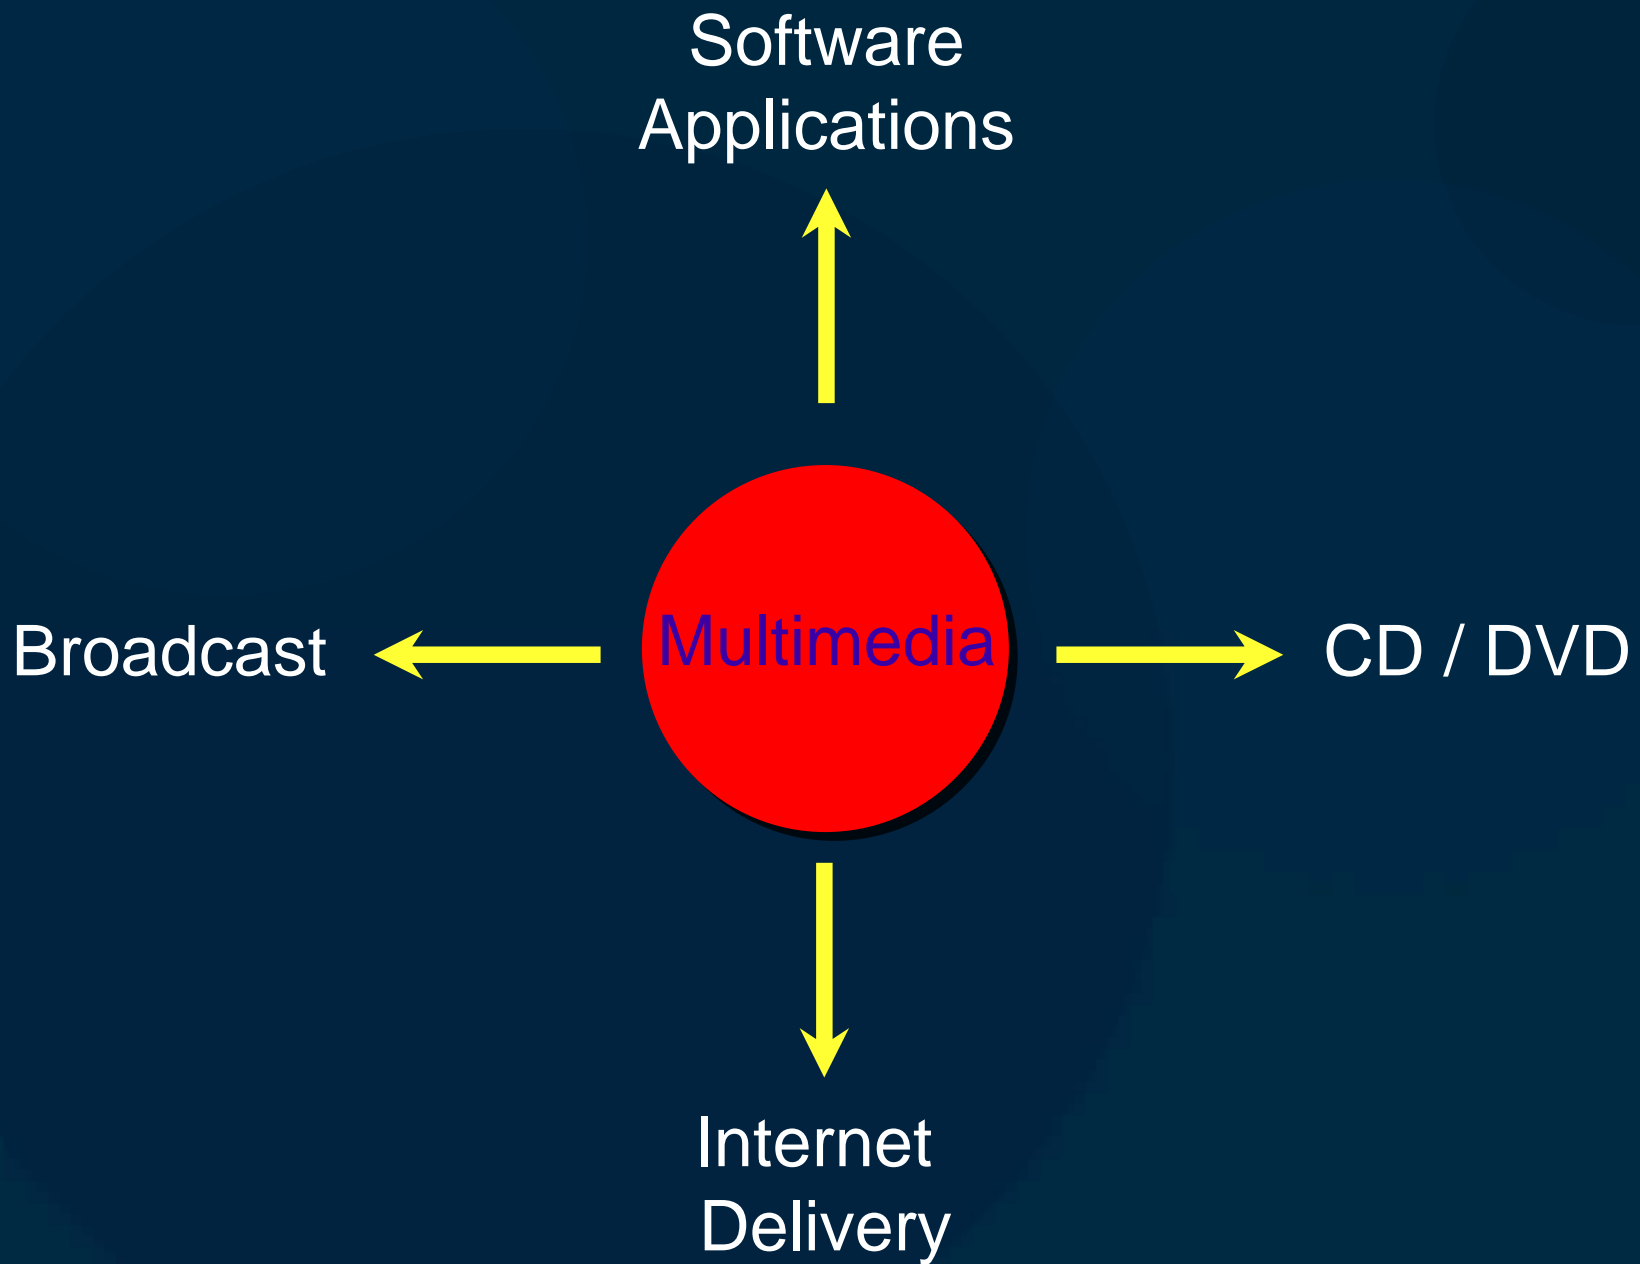 Software
Applications
Broadcast
Multimedia
CD / DVD
Internet
Delivery